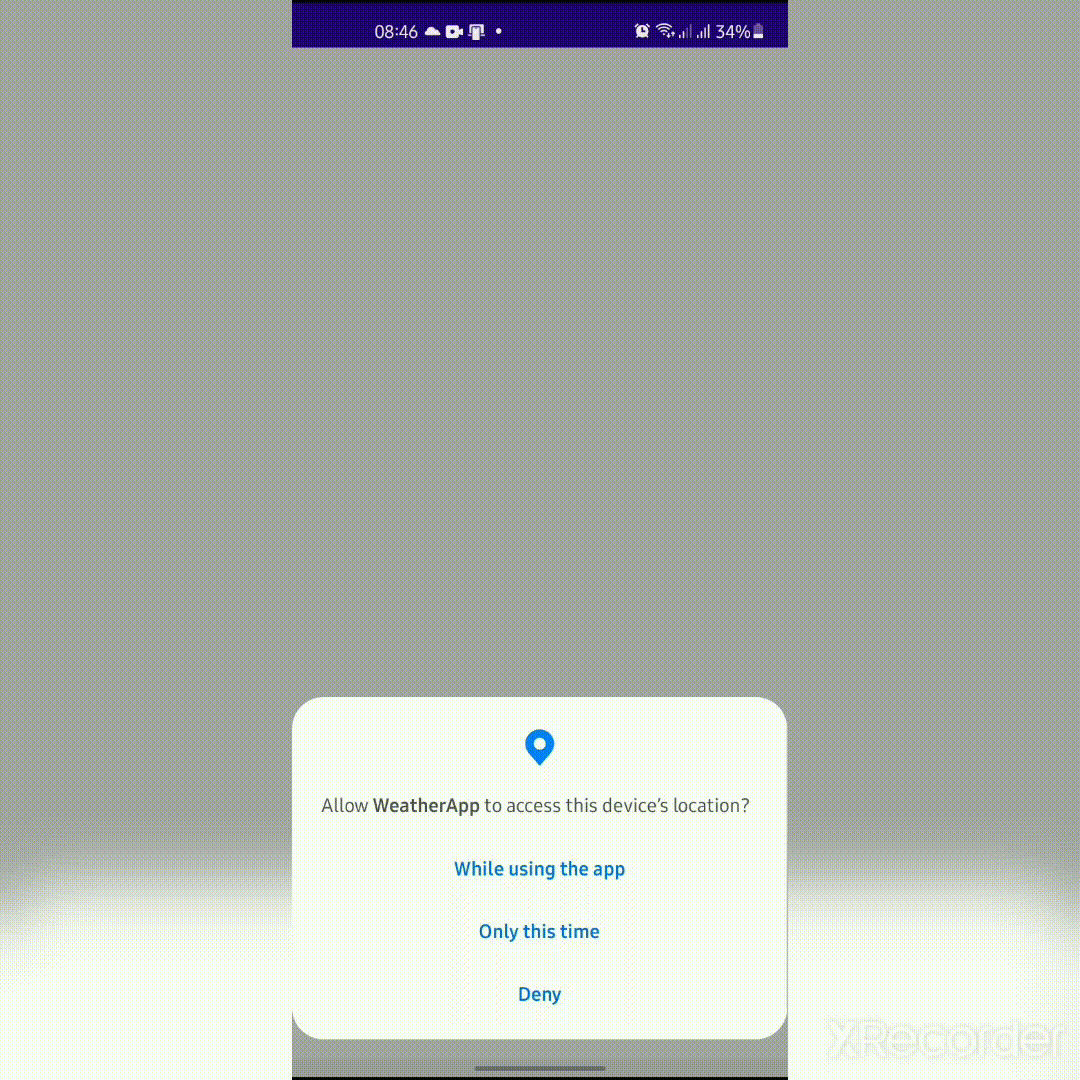 08:46 34%
Allow WeatherApp to access this device's location?
While using the app
Only this time
Deny
XRecorder